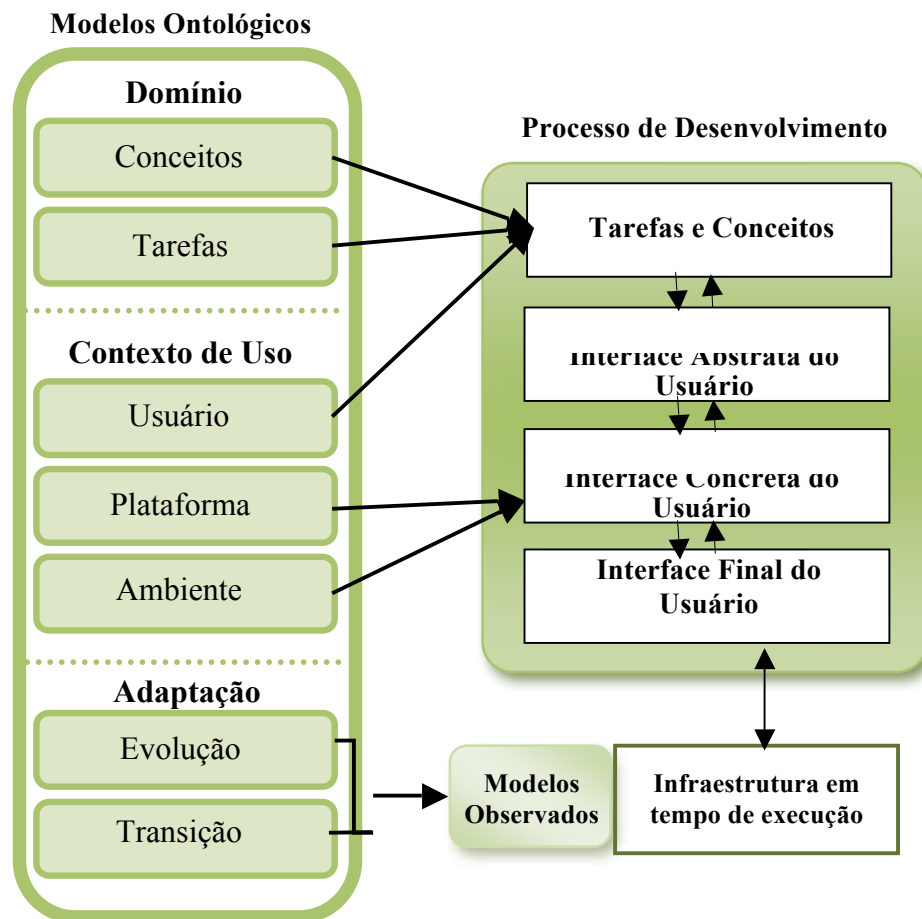 Modelos Ontológicos
Domínio
Conceitos
Tarefas
Contexto de Uso
Usuário
Plataforma
Ambiente
Adaptação
Evolução
Transição
Processo de Desenvolvimento
Tarefas e Conceitos
Interface Abstrata do
Usuário
Interface Concreta do
Usuário
Interface Final do
Usuário
Modelos
Observados
Infraestrutura em
tempo de execução